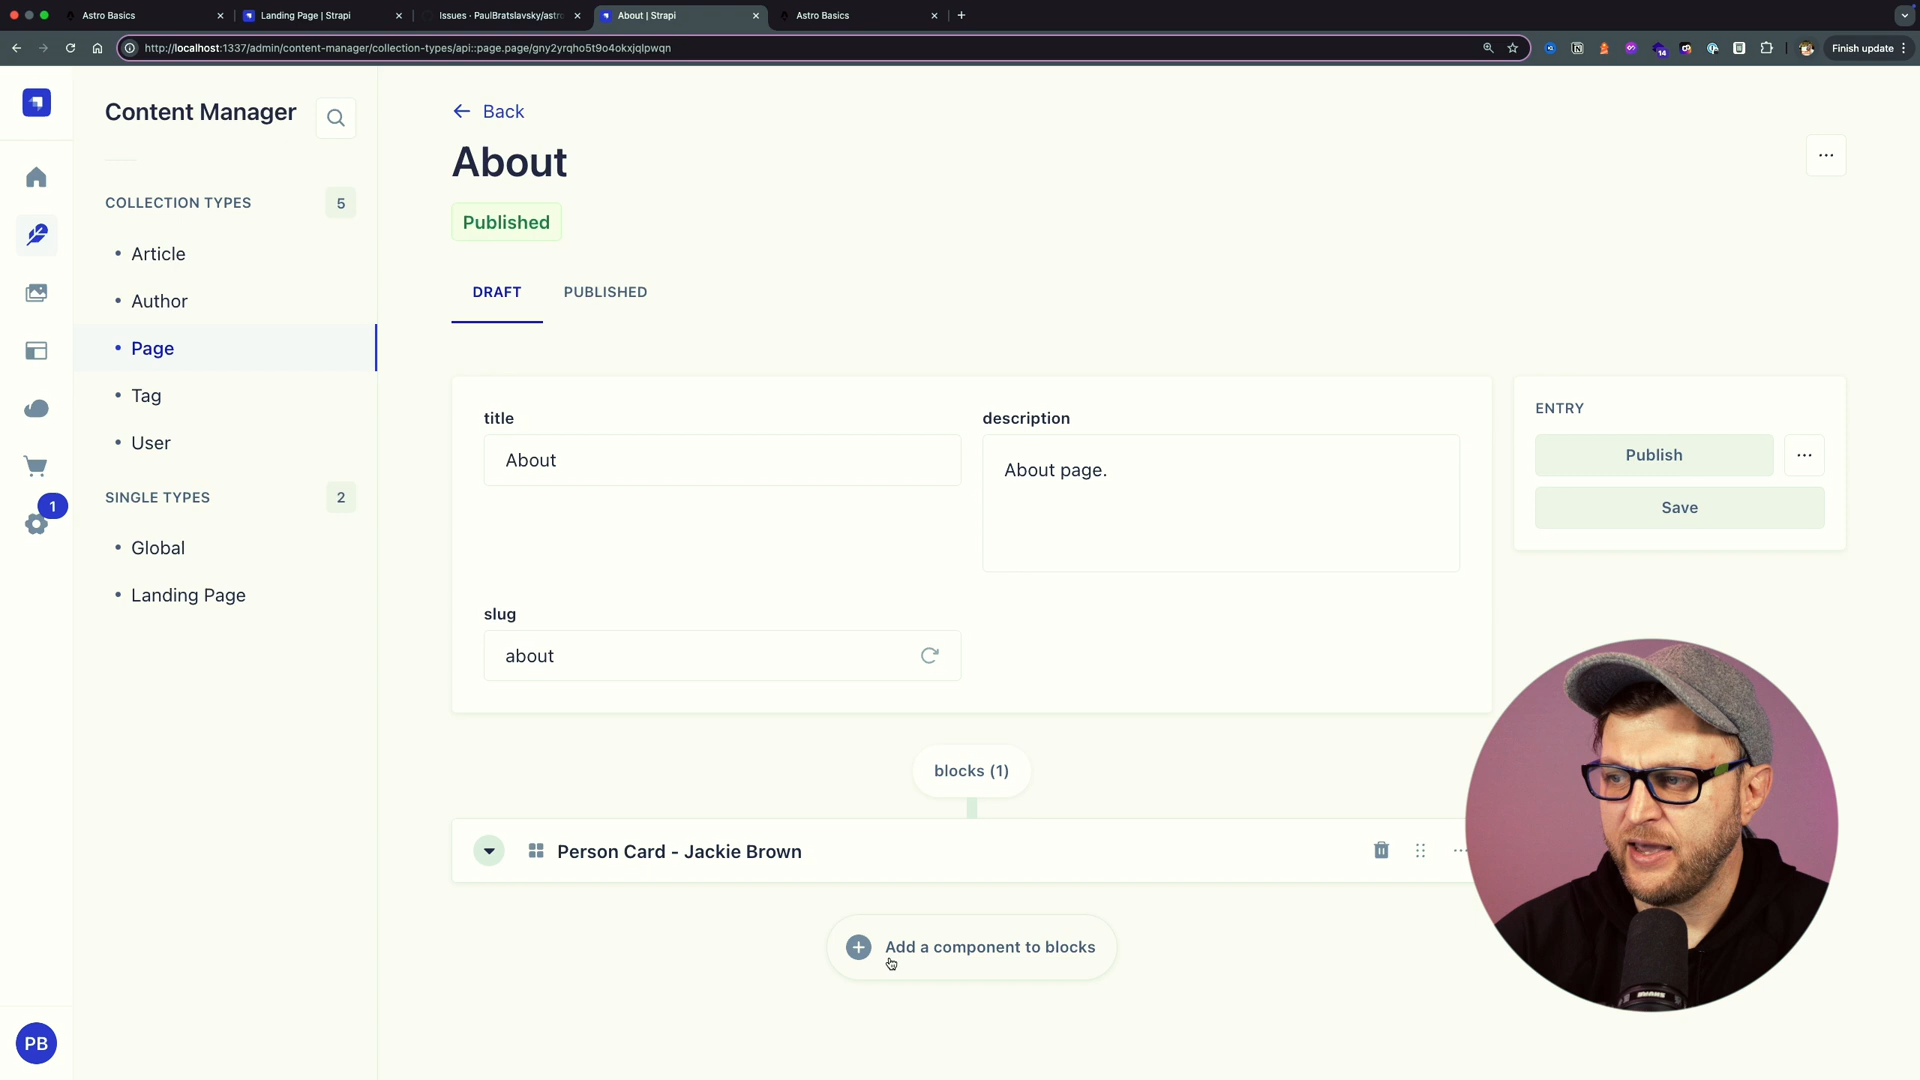 Astro Basics
Landing Page | Strapi
Issues · PaulBratslavsky/astro
About | Strapi
Astro Basics
http://localhost:1337/admin/content-manager/collection-types/api::page.page/gny2yrqho5t9o4okxjqlpwqn
14
Finish update
Content Manager
COLLECTION TYPES
5
Article
Author
Page
Tag
User
SINGLE TYPES
2
Global
Landing Page
1
PB
Back
About
Published
DRAFT
PUBLISHED
title
About
description
About page.
slug
about
ENTRY
Publish
Save
blocks (1)
Person Card - Jackie Brown
Add a component to blocks